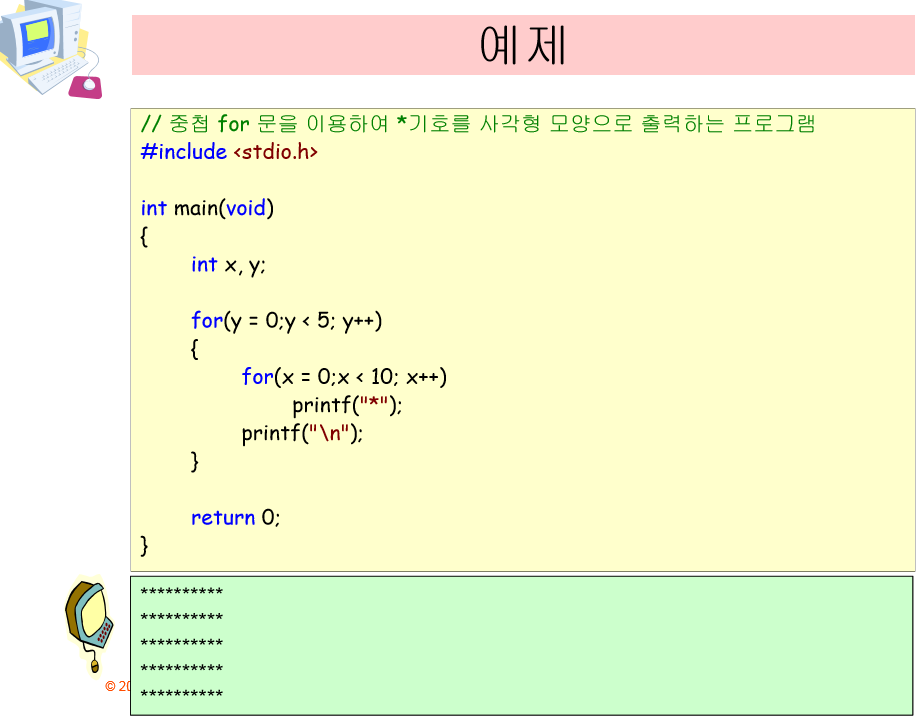 예제
// 중첩 for 문을 이용하여 *기호를 사각형 모양으로 출력하는 프로그램
#include <stdio.h>
int main(void)
{
int x, y;
for(y = 0;y < 5; y++)
{
for(x = 0;x < 10; x++)
printf("*");
printf("\n");
}
return 0;
}
**********
**********
**********
**********
**********
© 20